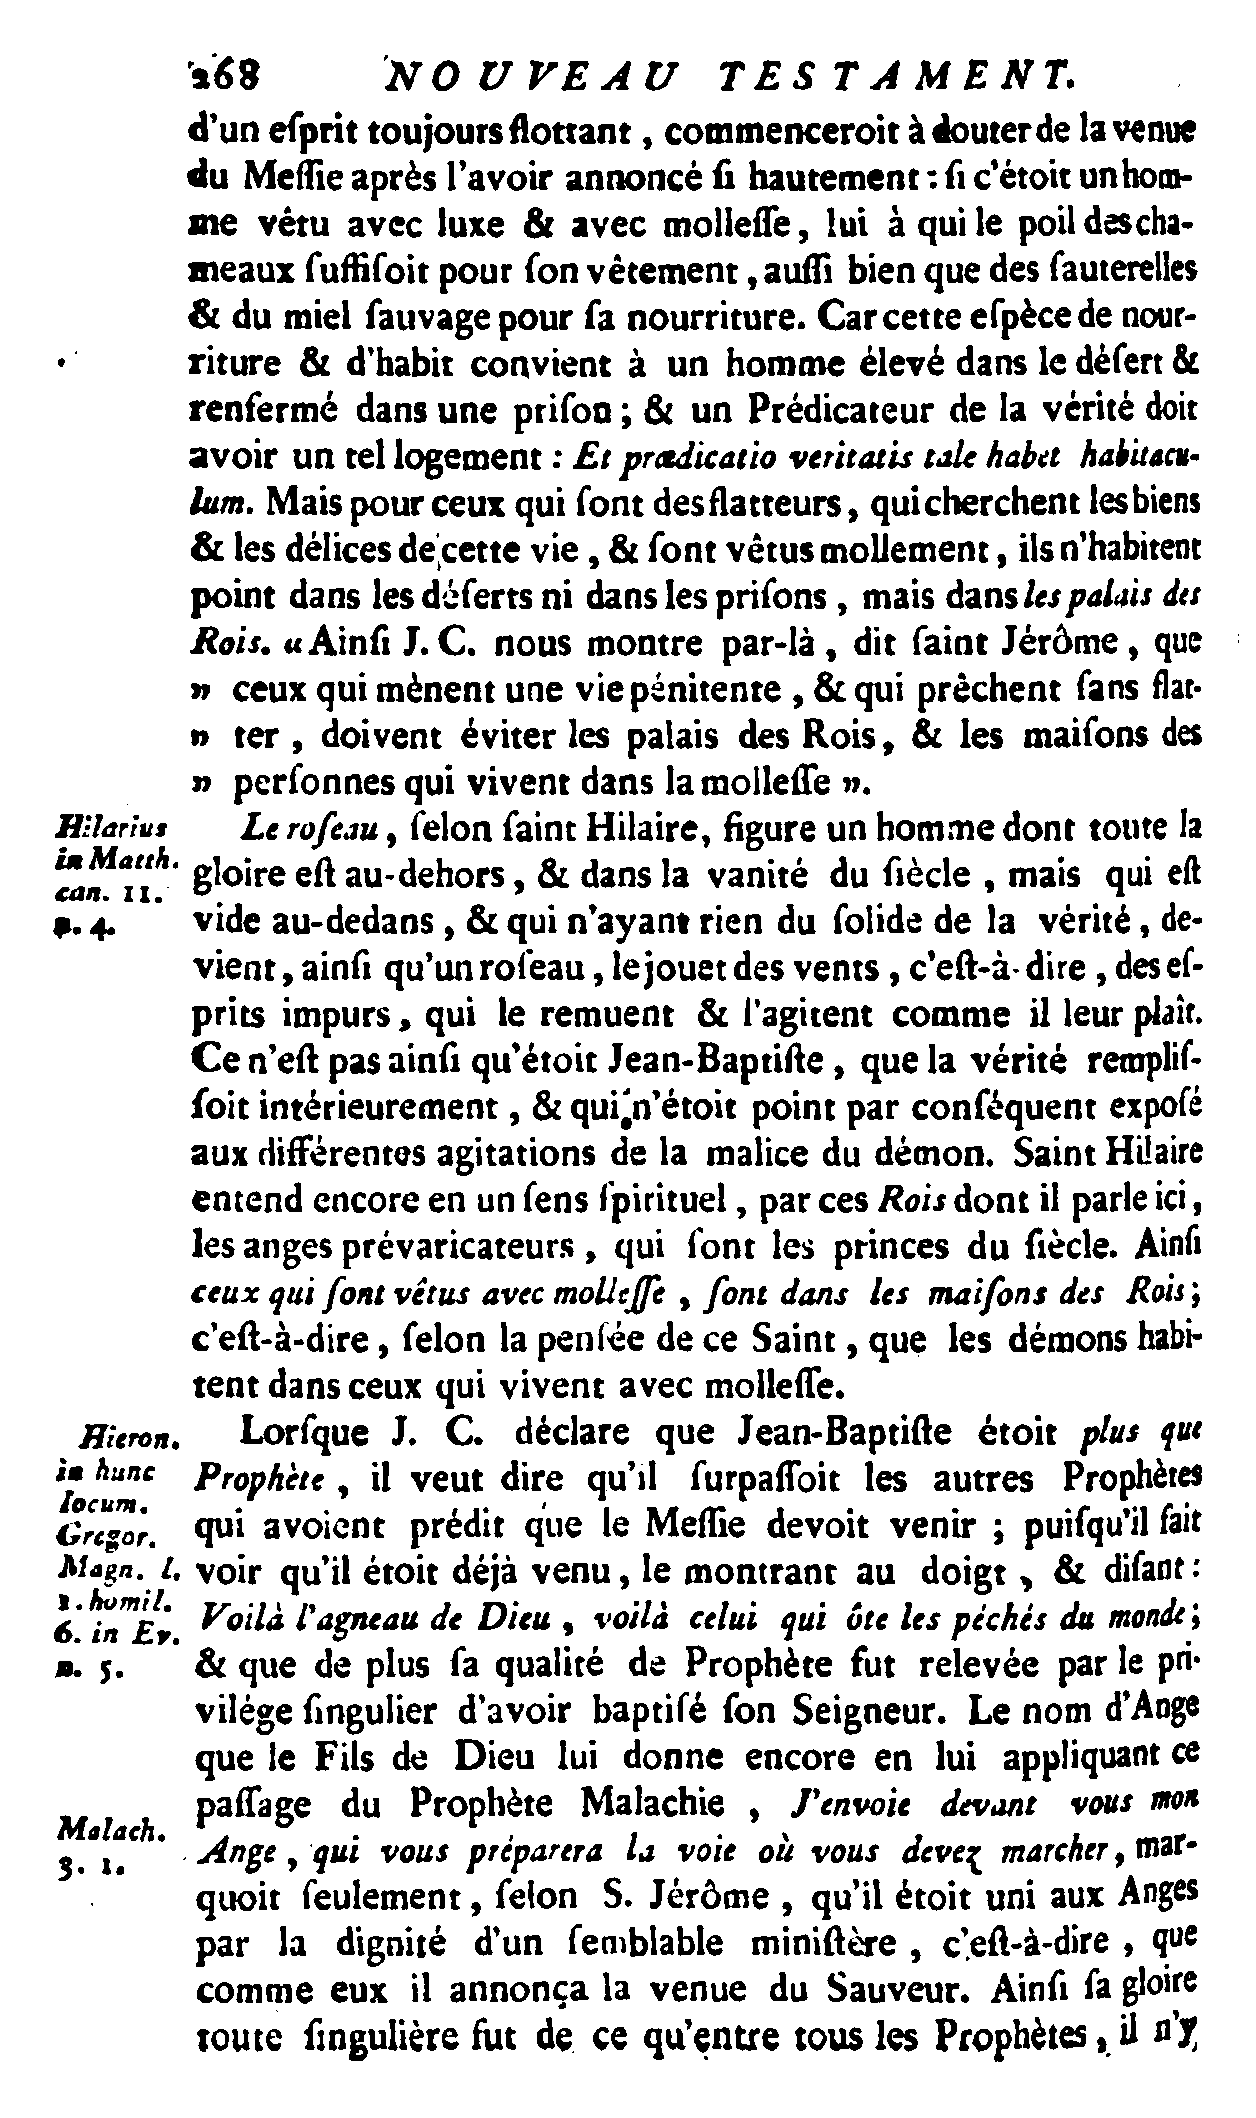 268 NOUVEAU TESTAMENT.
d'un eſprit toujours flottant, commenceroit à douter de la venue
du Meſſie après l'avoir annoncé ſi hautement : ſi c'étoit un hom-
me vêtu avec luxe & avec molleſſe, lui à qui le poil des cha-
meaux ſuffiſoit pour ſon vêtement, auſſi bien que des ſauterelles
& du miel ſauvage pour ſa nourriture. Car cette eſpèce de nour-
riture & d'habit convient à un homme élevé dans le déſert &
renfermé dans une priſon ; & un Prédicateur de la vérité doit
avoir un tel logement : Et prædicatio veritatis tale habet habitacu-
lum. Mais pour ceux qui ſont des flatteurs, qui cherchent les biens
& les délices de cette vie, & ſont vêtus mollement, ils n'habitent
point dans les déſerts ni dans les priſons, mais dans les palais des
Rois. « Ainſi J. C. nous montre par-là, dit ſaint Jérôme, que
» ceux qui mènent une vie pénitente, & qui prêchent ſans flat-
» ter, doivent éviter les palais des Rois, & les maiſons des
» perſonnes qui vivent dans la molleſſe ».
Hilarius
in Matth.
can. 11.
n. 4.
Le roſeau, ſelon ſaint Hilaire, figure un homme dont toute la
gloire eſt au-dehors, & dans la vanité du ſiècle, mais qui eſt
vide au-dedans, & qui n'ayant rien du ſolide de la vérité, de-
vient, ainſi qu'un roſeau, le jouet des vents, c'eſt-à-dire, des eſ-
prits impurs, qui le remuent & l'agitent comme il leur plaît.
Ce n'eſt pas ainſi qu'étoit Jean-Baptiſte, que la vérité rempliſ-
ſoit intérieurement, & qui n'étoit point par conſéquent expoſé
aux différentes agitations de la malice du démon. Saint Hilaire
entend encore en un ſens ſpirituel, par ces Rois dont il parle ici,
les anges prévaricateurs, qui ſont les princes du ſiècle. Ainſi
ceux qui ſont vêtus avec molleſſe, ſont dans les maiſons des Rois ;
c'eſt-à-dire, ſelon la penſée de ce Saint, que les démons habi-
tent dans ceux qui vivent avec molleſſe.
Hieron.
in hunc
locum.
Gregor.
Magn. l.
1. homil.
6. in Ev.
n. 5.
Lorſque J. C. déclare que Jean-Baptiſte étoit plus que
Prophète, il veut dire qu'il ſurpaſſoit les autres Prophètes
qui avoient prédit que le Meſſie devoit venir ; puiſqu'il fait
voir qu'il étoit déjà venu, le montrant au doigt, & diſant :
Voilà l'agneau de Dieu, voilà celui qui ôte les péchés du monde ;
& que de plus ſa qualité de Prophète fut relevée par le pri-
vilége ſingulier d'avoir baptiſé ſon Seigneur. Le nom d'Ange
que le Fils de Dieu lui donne encore en lui appliquant ce
paſſage du Prophète Malachie, J'envoie devant vous mon
Malach.
3. 1.
Ange, qui vous préparera la voie où vous devez marcher, mar-
quoit ſeulement, ſelon S. Jérôme, qu'il étoit uni aux Anges
par la dignité d'un ſemblable miniſtère, c'eſt-à-dire, que
comme eux il annonça la venue du Sauveur. Ainſi ſa gloire
toute ſingulière fut de ce qu'entre tous les Prophètes, il n'y